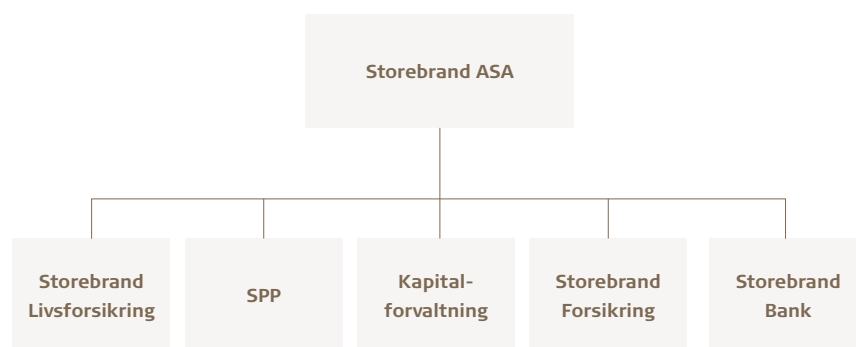 Storebrand ASA
Storebrand
Livsforsikring
SPP
Kapital-
forvaltning
Storebrand
Forsikring
Storebrand
Bank